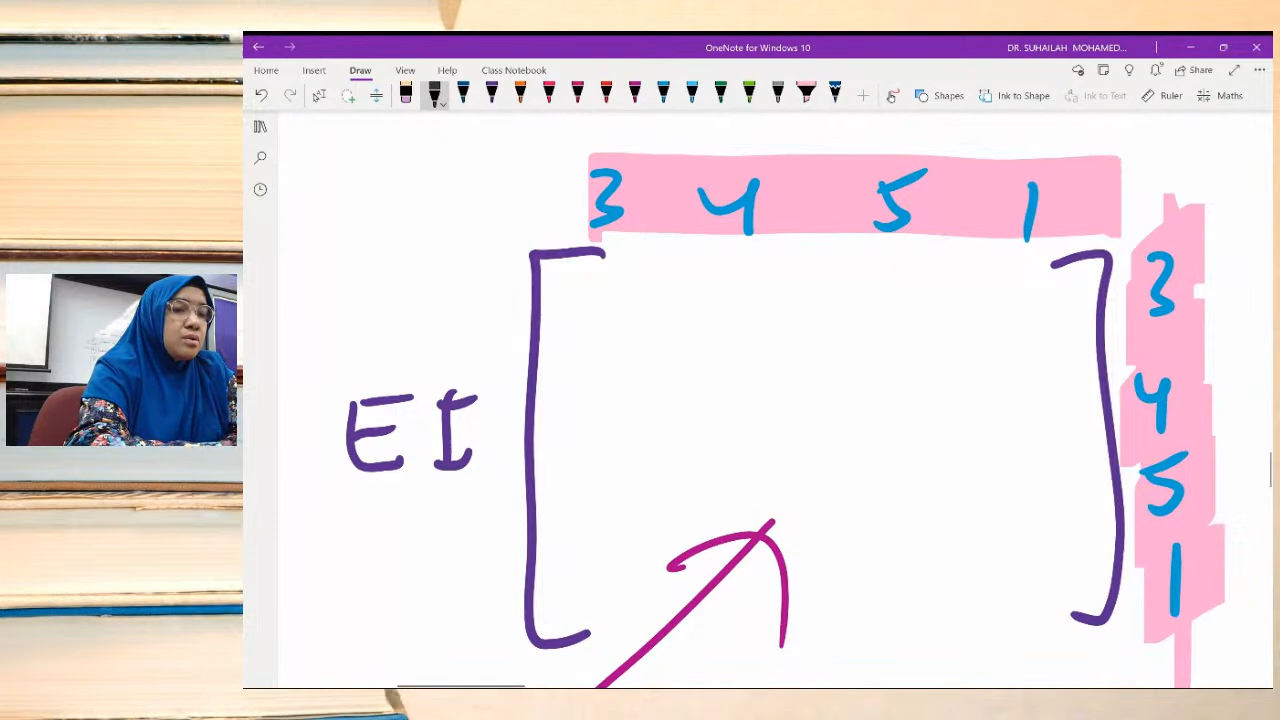 OneNote for Windows 10
DR. SUHAILAH MOHAMED...
Home Insert Draw View Help Class Notebook
Share
Shapes Ink to Shape Ink to Text Ruler Maths
3 4 5 1
3
4
EI
5
1